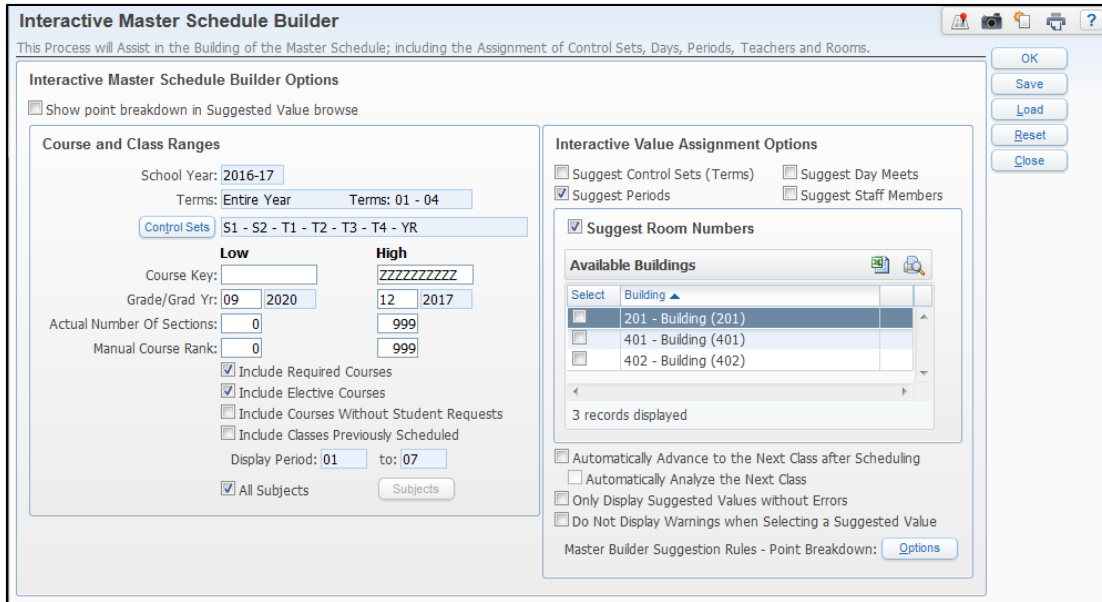 Interactive Master Schedule Builder
?
This Process will Assist in the Building of the Master Schedule; including the Assignment of Control Sets, Days, Periods, Teachers and Rooms.
OK
Save
Load
Reset
Close
Interactive Master Schedule Builder Options
Show point breakdown in Suggested Value browse
Course and Class Ranges
School Year: 2016-17
Terms: Entire Year Terms: 01 - 04
Control Sets S1 - S2 - T1 - T2 - T3 - T4 - YR
Low High
Course Key: ZZZZZZZZZZ
Grade/Grad Yr: 09 2020 12 2017
Actual Number Of Sections: 0 999
Manual Course Rank: 0 999
Include Required Courses
Include Elective Courses
Include Courses Without Student Requests
Include Classes Previously Scheduled
Display Period: 01 to: 07
All Subjects Subjects
Interactive Value Assignment Options
Suggest Control Sets (Terms) Suggest Day Meets
Suggest Periods Suggest Staff Members
Suggest Room Numbers
Available Buildings
Select Building
201 - Building (201)
401 - Building (401)
402 - Building (402)
3 records displayed
Automatically Advance to the Next Class after Scheduling
Automatically Analyze the Next Class
Only Display Suggested Values without Errors
Do Not Display Warnings when Selecting a Suggested Value
Master Builder Suggestion Rules - Point Breakdown: Options